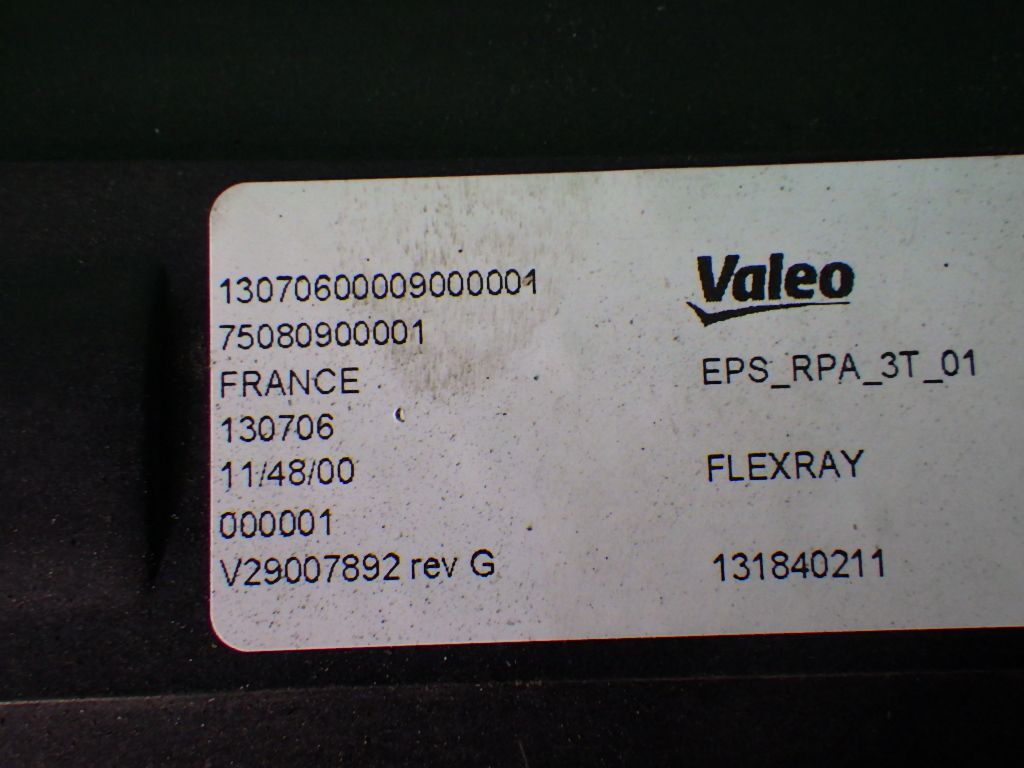 13070600009000001
75080900001
FRANCE
130706
11/48/00
000001
V29007892 rev G
Valeo
EPS_RPA_3T_01
FLEXRAY
131840211